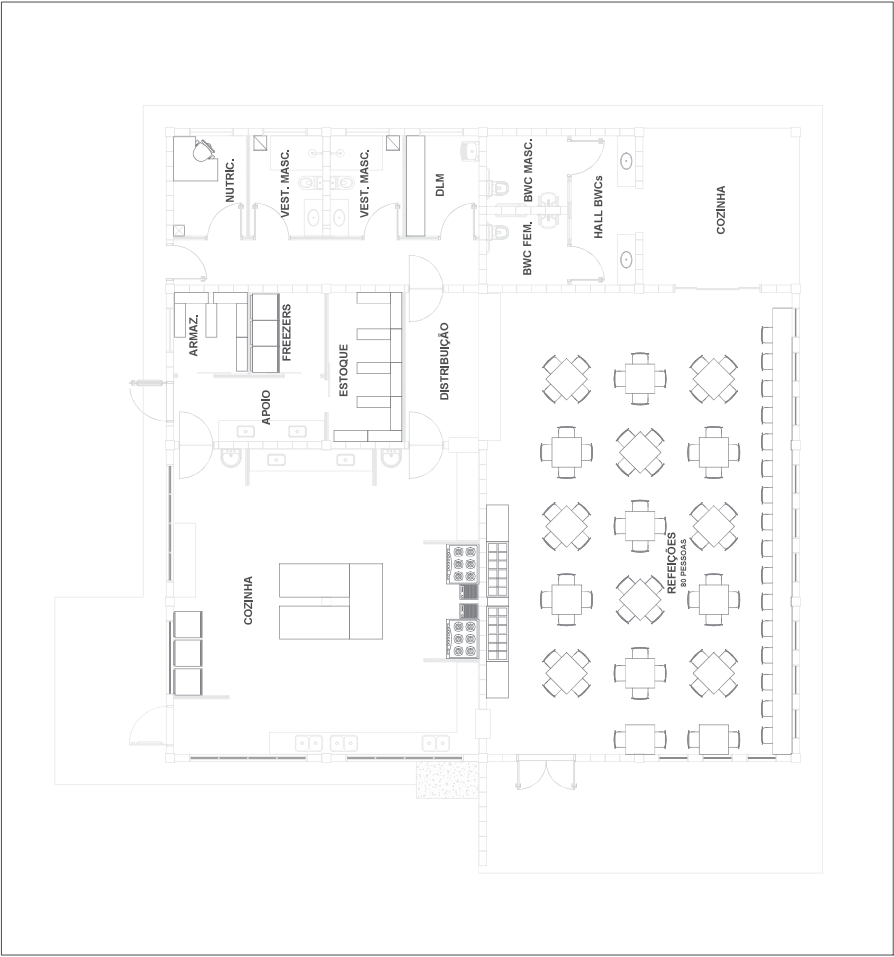 NUTRIC.
VEST. MASC.
VEST. MASC.
DLM
BWC MASC.
BWC FEM.
HALL BWCs
COZINHA
ARMAZ.
FREEZERS
ESTOQUE
DISTRIBUIÇÃO
APOIO
COZINHA
REFEIÇÕES
80 PESSOAS